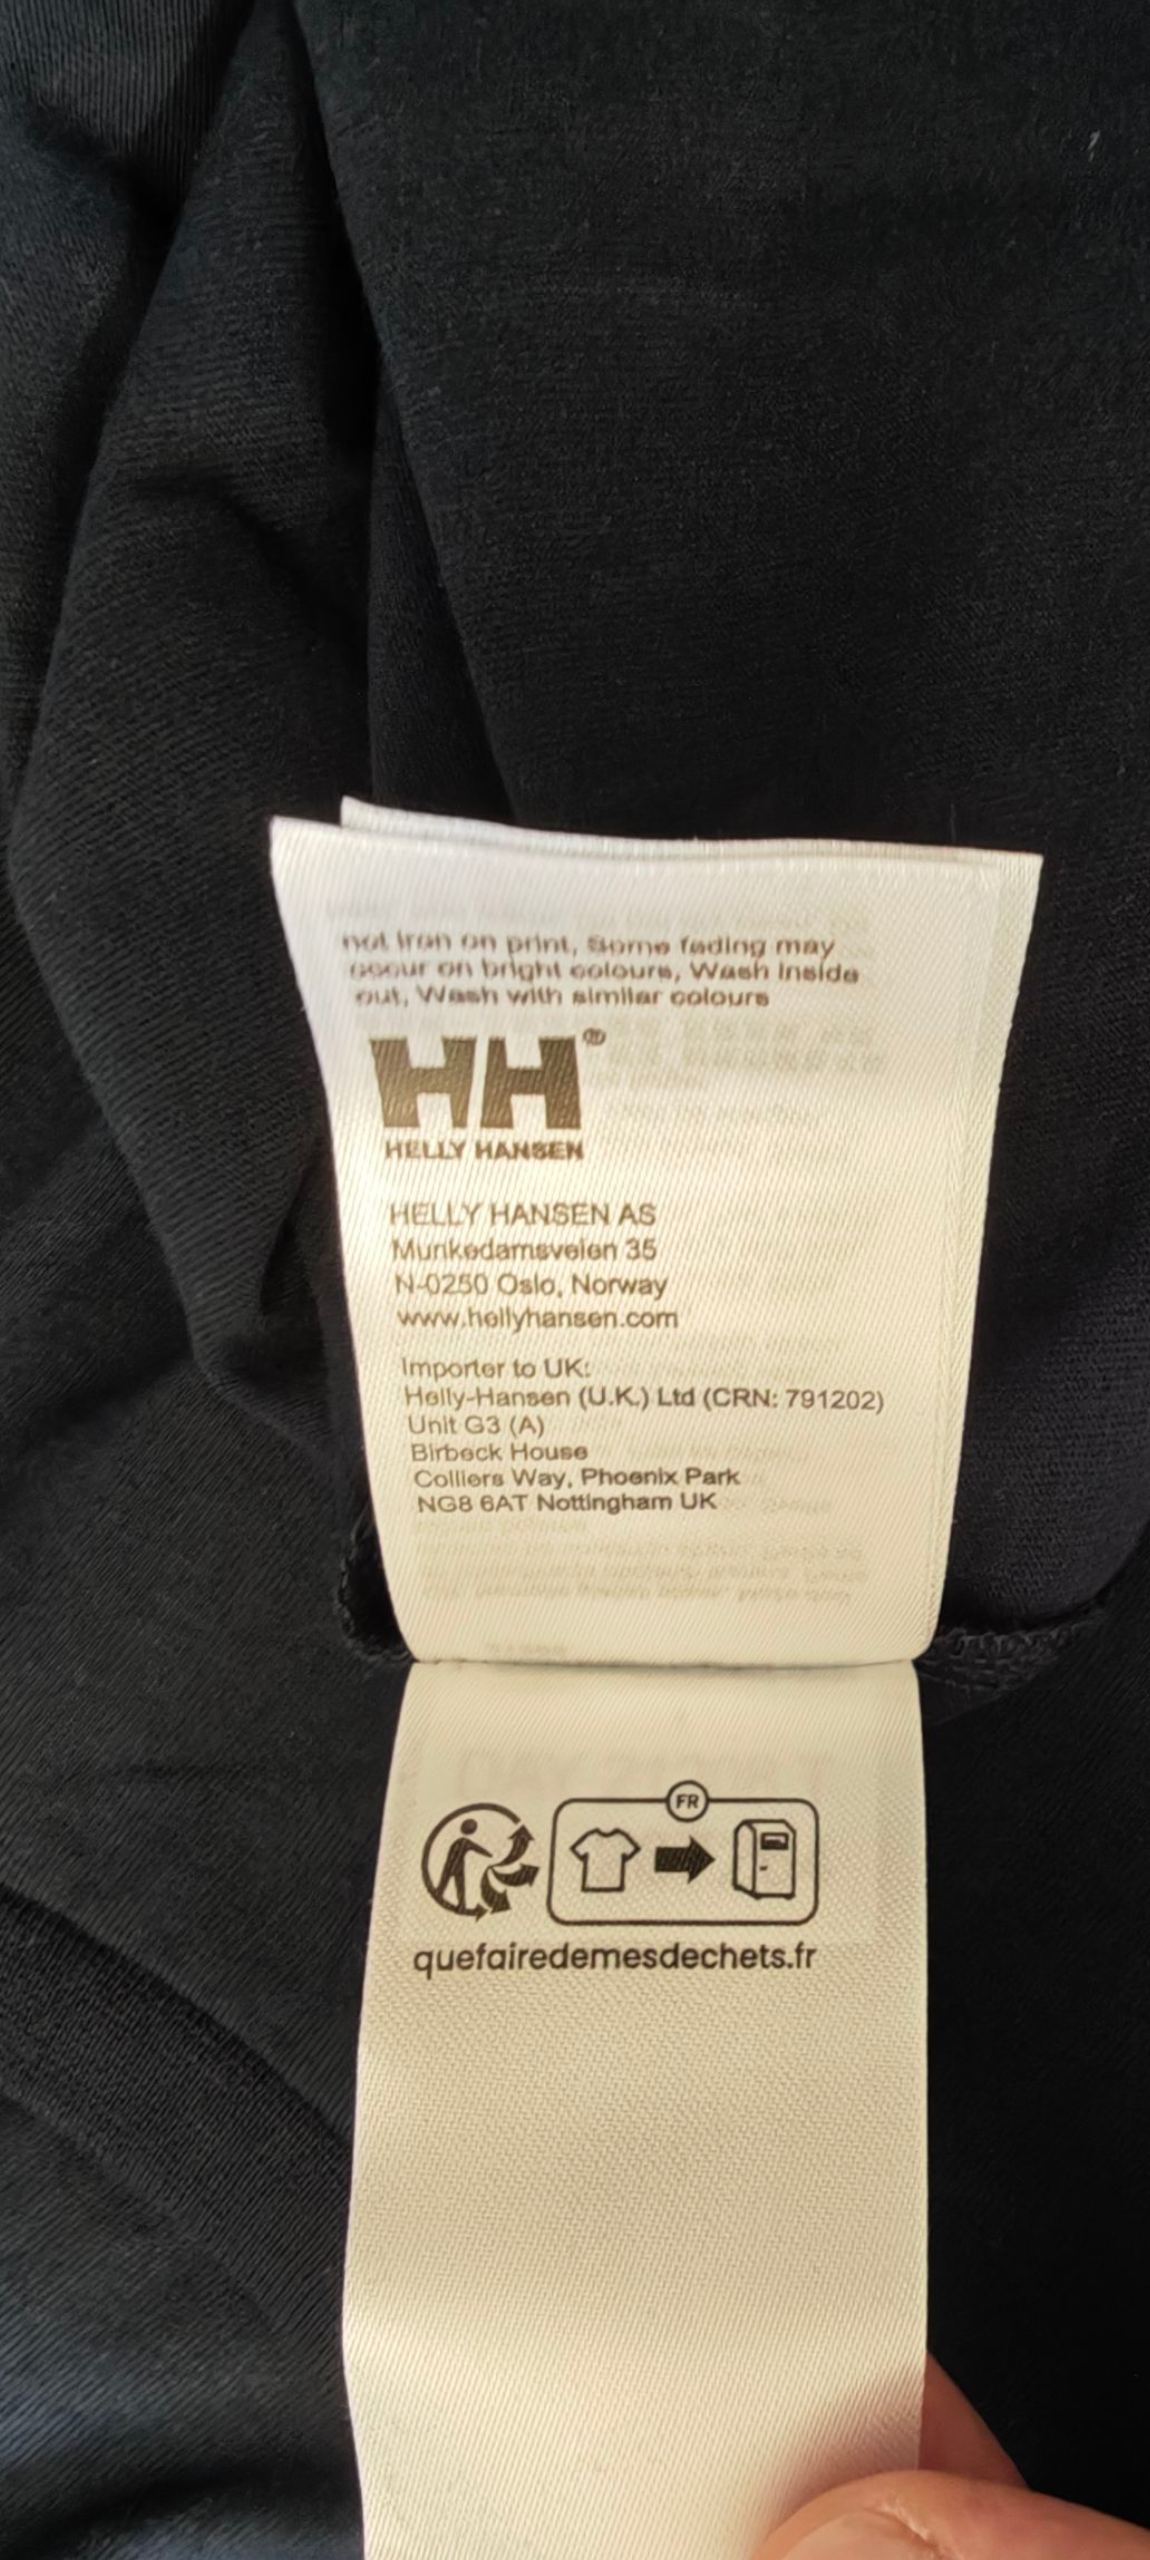 not iron on print, Some fading may
occur on bright colours, Wash inside
out, Wash with similar colours
HH®
HELLY HANSEN
HELLY HANSEN AS
Munkedamsveien 35
N-0250 Oslo, Norway
www.hellyhansen.com
Importer to UK:
Helly-Hansen (U.K.) Ltd (CRN: 791202)
Unit G3 (A)
Birbeck House
Colliers Way, Phoenix Park
NG8 6AT Nottingham UK
FR
quefairedemesdechets.fr